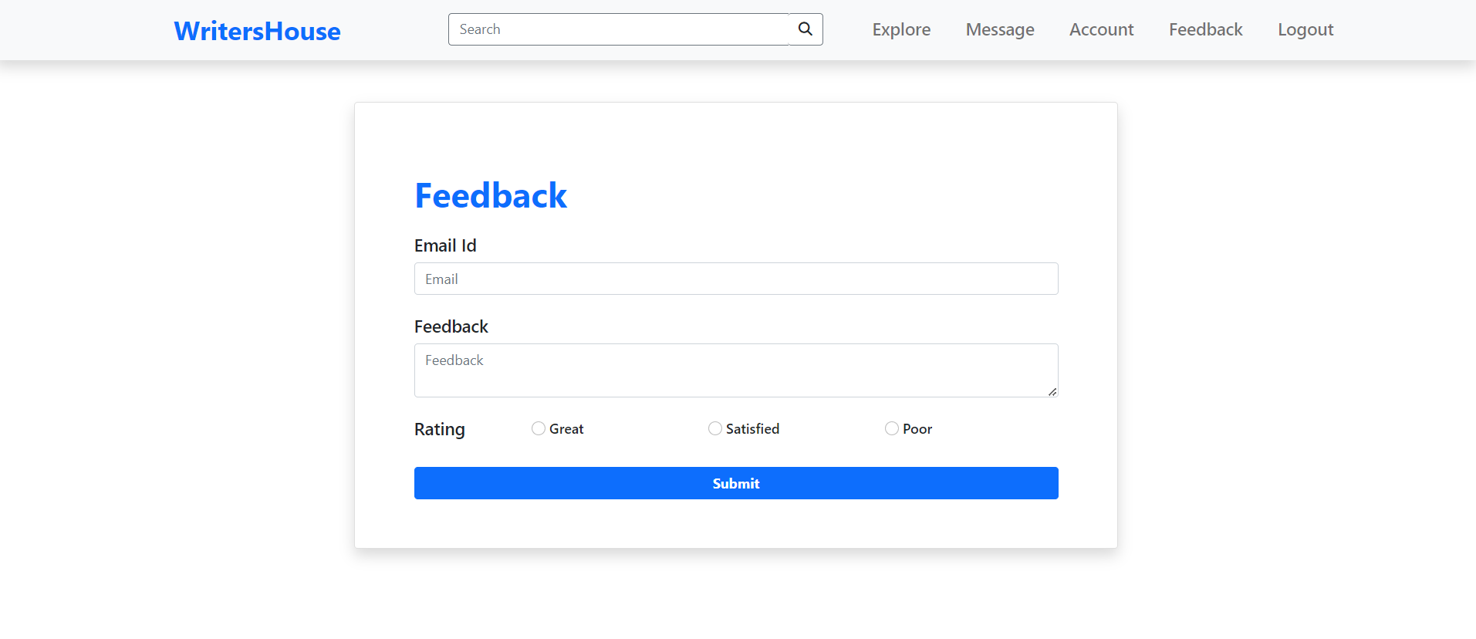 WritersHouse Search Explore Message Account Feedback Logout
Feedback
Email Id
Email
Feedback
Feedback
Rating Great Satisfied Poor
Submit